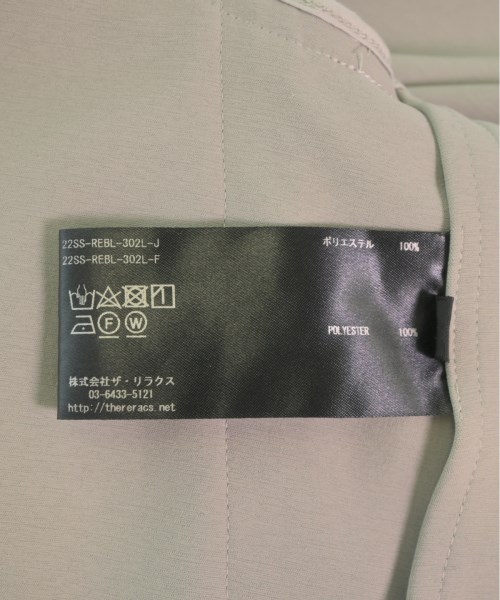 22SS-REBL-302L-J
22SS-REBL-302L-F
ポリエステル 100%
POLYESTER 100%
F W
株式会社ザ・リラクス
03-6433-5121
http://thereracs.net